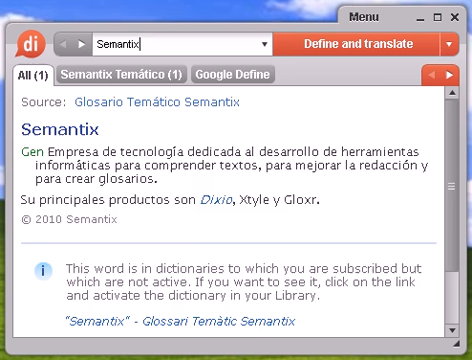 Menu
di
Semantix
Define and translate
All (1)
Semantix Temático (1)
Google Define
Source: Glosario Temático Semantix
Semantix
Gen Empresa de tecnología dedicada al desarrollo de herramientas
informáticas para comprender textos, para mejorar la redacción y
para crear glosarios.
Su principales productos son Dixio, Xtyle y Gloxr.
© 2010 Semantix
i
This word is in dictionaries to which you are subscribed but
which are not active. If you want to see it, click on the link
and activate the dictionary in your Library.
"Semantix" - Glossari Temàtic Semantix